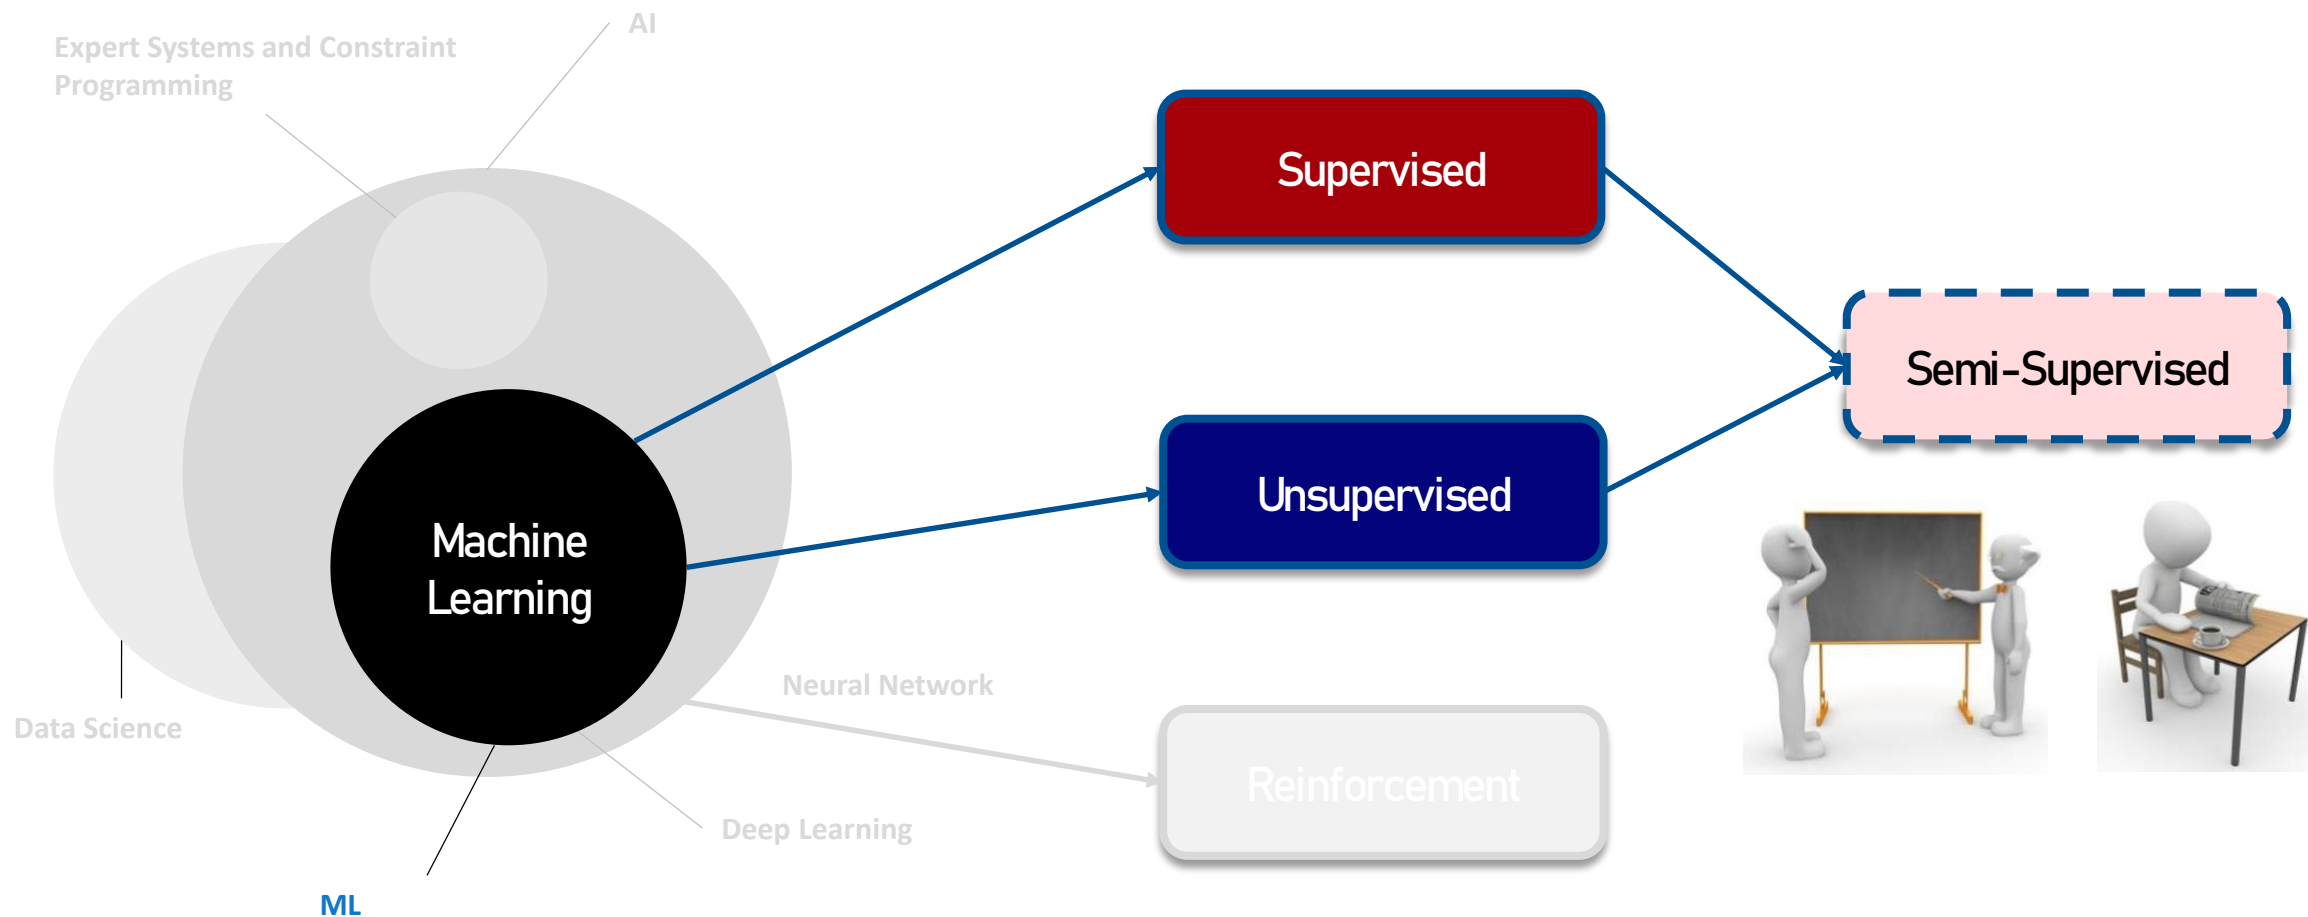 AI
Expert Systems and Constraint
Programming
Supervised
Semi-Supervised
Unsupervised
Machine
Learning
Neural Network
Data Science
Reinforcement
Deep Learning
ML